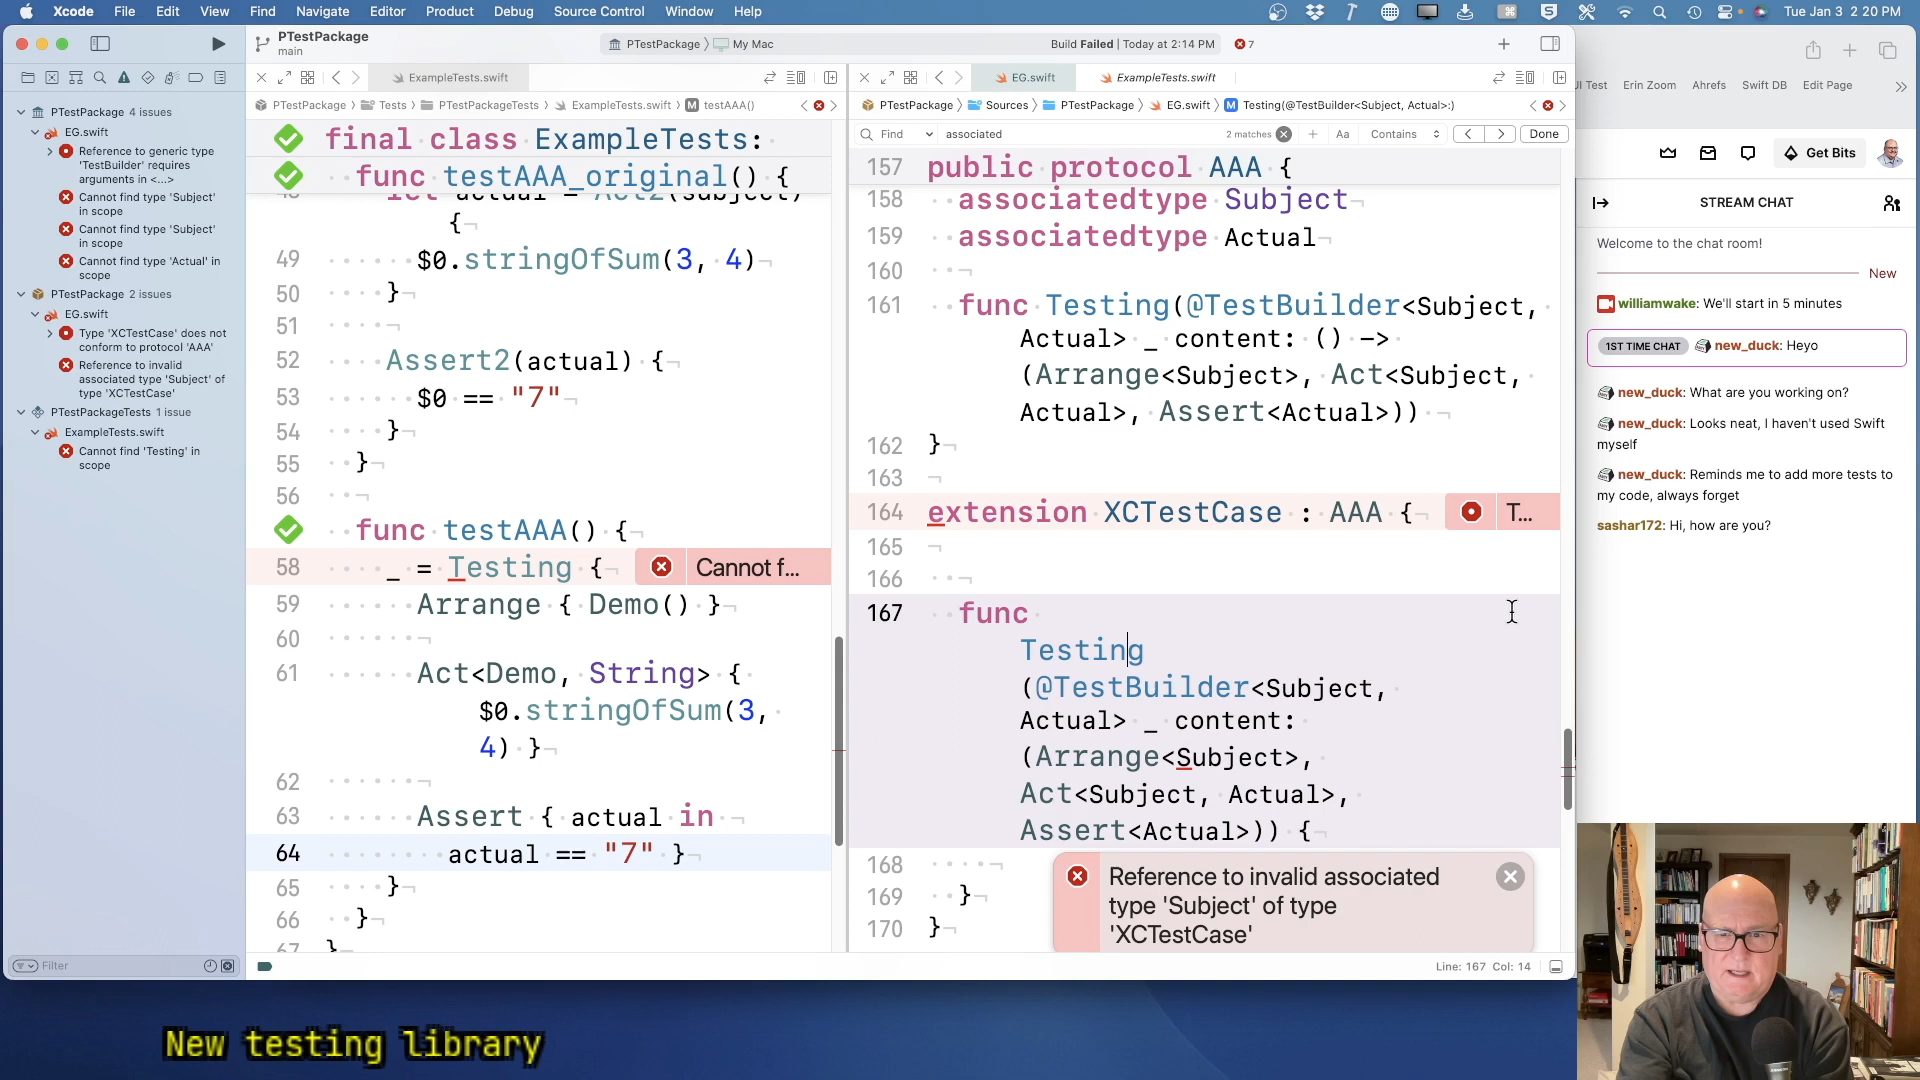 Xcode File Edit View Find Navigate Editor Product Debug Source Control Window Help
Tue Jan 3 2 20 PM
PTestPackage
main
PTestPackage My Mac
Build Failed | Today at 2:14 PM
7
UI Test Erin Zoom Ahrefs Swift DB Edit Page
Get Bits
STREAM CHAT
Welcome to the chat room!
New
williamwake: We'll start in 5 minutes
1ST TIME CHAT new_duck: Heyo
new_duck: What are you working on?
new_duck: Looks neat, I haven't used Swift
myself
new_duck: Reminds me to add more tests to
my code, always forget
sashar172: Hi, how are you?
PTestPackage 4 issues
EG.swift
Reference to generic type
'TestBuilder' requires
arguments in <...>
Cannot find type 'Subject'
in scope
Cannot find type 'Subject'
in scope
Cannot find type 'Actual' in
scope
PTestPackage 2 issues
EG.swift
Type 'XCTestCase' does not
conform to protocol 'AAA'
Reference to invalid
associated type 'Subject' of
type 'XCTestCase'
PTestPackageTests 1 issue
ExampleTests.swift
Cannot find 'Testing' in
scope
Filter
ExampleTests.swift
PTestPackage Tests PTestPackageTests ExampleTests.swift M testAAA()
final class ExampleTests:
func testAAA_original() {
let actual = Act2(subject)
{
49 $0.stringOfSum(3, 4)
50 }
51
52 Assert2(actual) {
53 $0 == "7"
54 }
55 }
56
func testAAA() {
58 _ = Testing { Cannot f...
59 Arrange { Demo() }
60
61 Act<Demo, String> {
$0.stringOfSum(3,
4) }
62
63 Assert { actual in
64 actual == "7" }
65 }
66 }
67 }
EG.swift ExampleTests.swift
PTestPackage Sources PTestPackage EG.swift M Testing(@TestBuilder<Subject, Actual>:)
Find associated 2 matches Aa Contains Done
157 public protocol AAA {
158 associatedtype Subject
159 associatedtype Actual
160
161 func Testing(@TestBuilder<Subject,
Actual> _ content: () ->
(Arrange<Subject>, Act<Subject,
Actual>, Assert<Actual>))
162 }
163
164 extension XCTestCase : AAA { T...
165
166
167 func
Testing
(@TestBuilder<Subject,
Actual> _ content:
(Arrange<Subject>,
Act<Subject, Actual>,
Assert<Actual>)) {
168
169 }
170 }
Reference to invalid associated
type 'Subject' of type
'XCTestCase'
Line: 167 Col: 14
New testing library